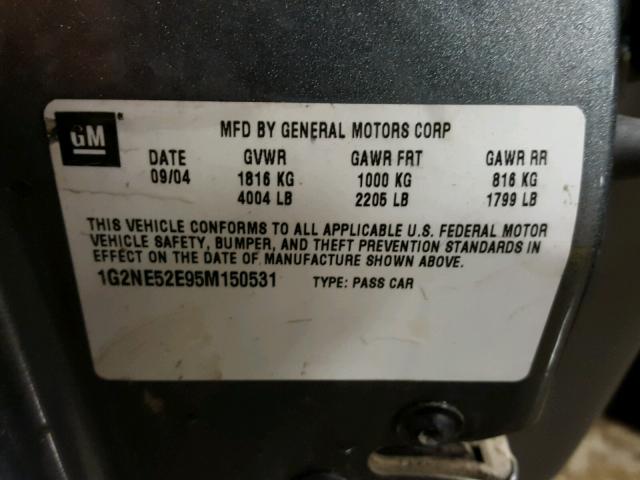 GM
MFD BY GENERAL MOTORS CORP
DATE GVWR GAWR FRT GAWR RR
09/04 1816 KG 1000 KG 816 KG
4004 LB 2205 LB 1799 LB
THIS VEHICLE CONFORMS TO ALL APPLICABLE U.S. FEDERAL MOTOR
VEHICLE SAFETY, BUMPER, AND THEFT PREVENTION STANDARDS IN
EFFECT ON THE DATE OF MANUFACTURE SHOWN ABOVE.
1G2NE52E95M150531 TYPE: PASS CAR